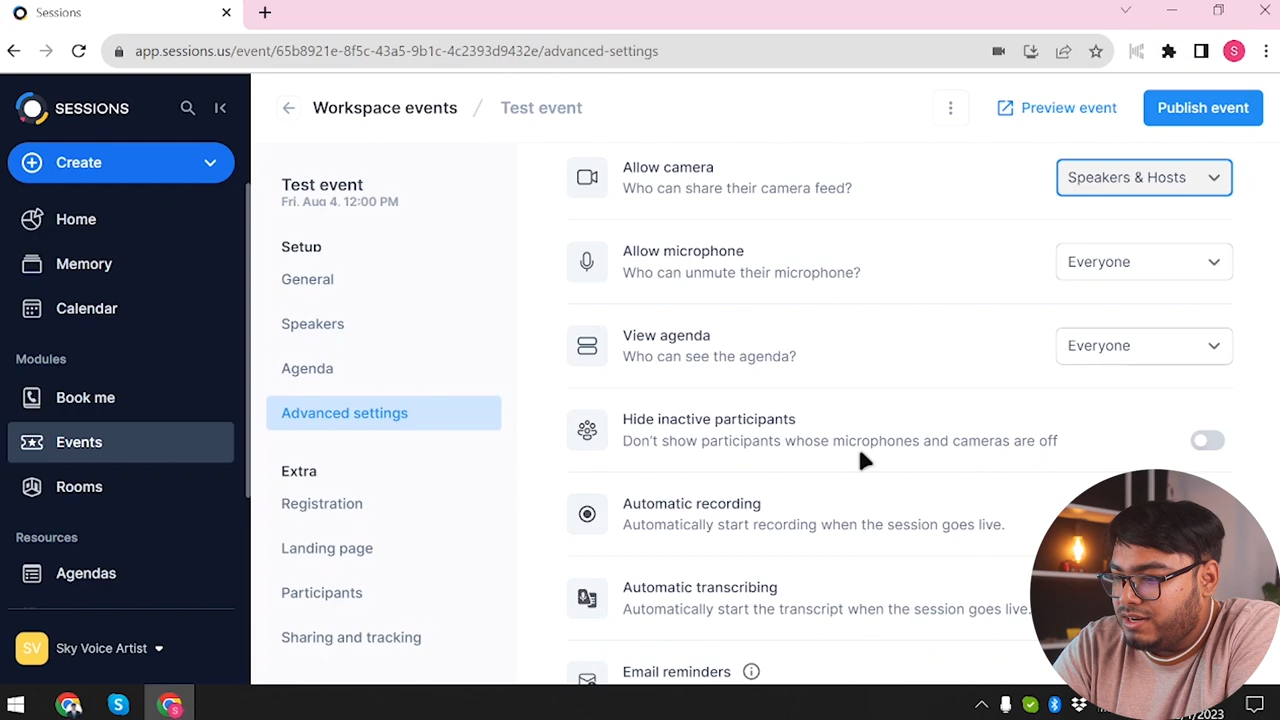 Sessions
app.sessions.us/event/65b8921e-8f5c-43a5-9b1c-4c2393d9432e/advanced-settings
S
SESSIONS
Workspace events / Test event
Preview event
Publish event
Create
Home
Memory
Calendar
Modules
Book me
Events
Rooms
Resources
Agendas
SV Sky Voice Artist
Test event
Fri. Aug 4, 12:00 PM
Setup
General
Speakers
Agenda
Advanced settings
Extra
Registration
Landing page
Participants
Sharing and tracking
Allow camera
Who can share their camera feed?
Speakers & Hosts
Allow microphone
Who can unmute their microphone?
Everyone
View agenda
Who can see the agenda?
Everyone
Hide inactive participants
Don't show participants whose microphones and cameras are off
Automatic recording
Automatically start recording when the session goes live.
Automatic transcribing
Automatically start the transcript when the session goes live.
Email reminders